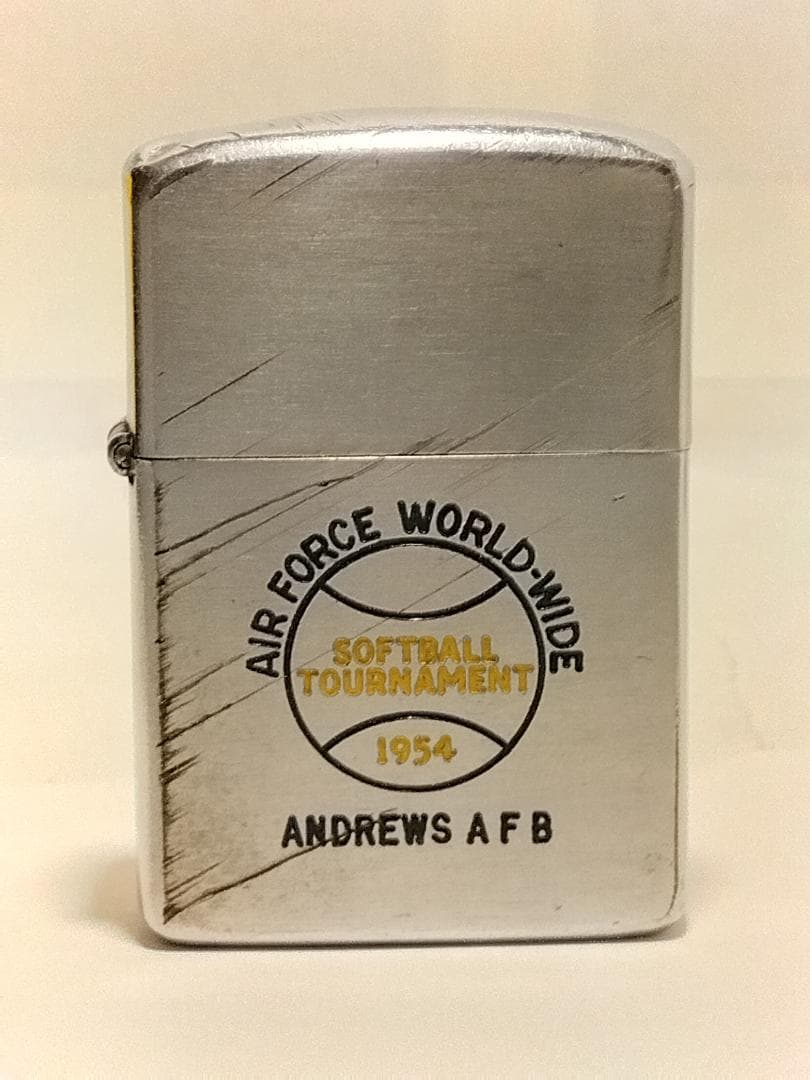 AIR FORCE WORLD-WIDE
SOFTBALL
TOURNAMENT
1954
ANDREWS A F B